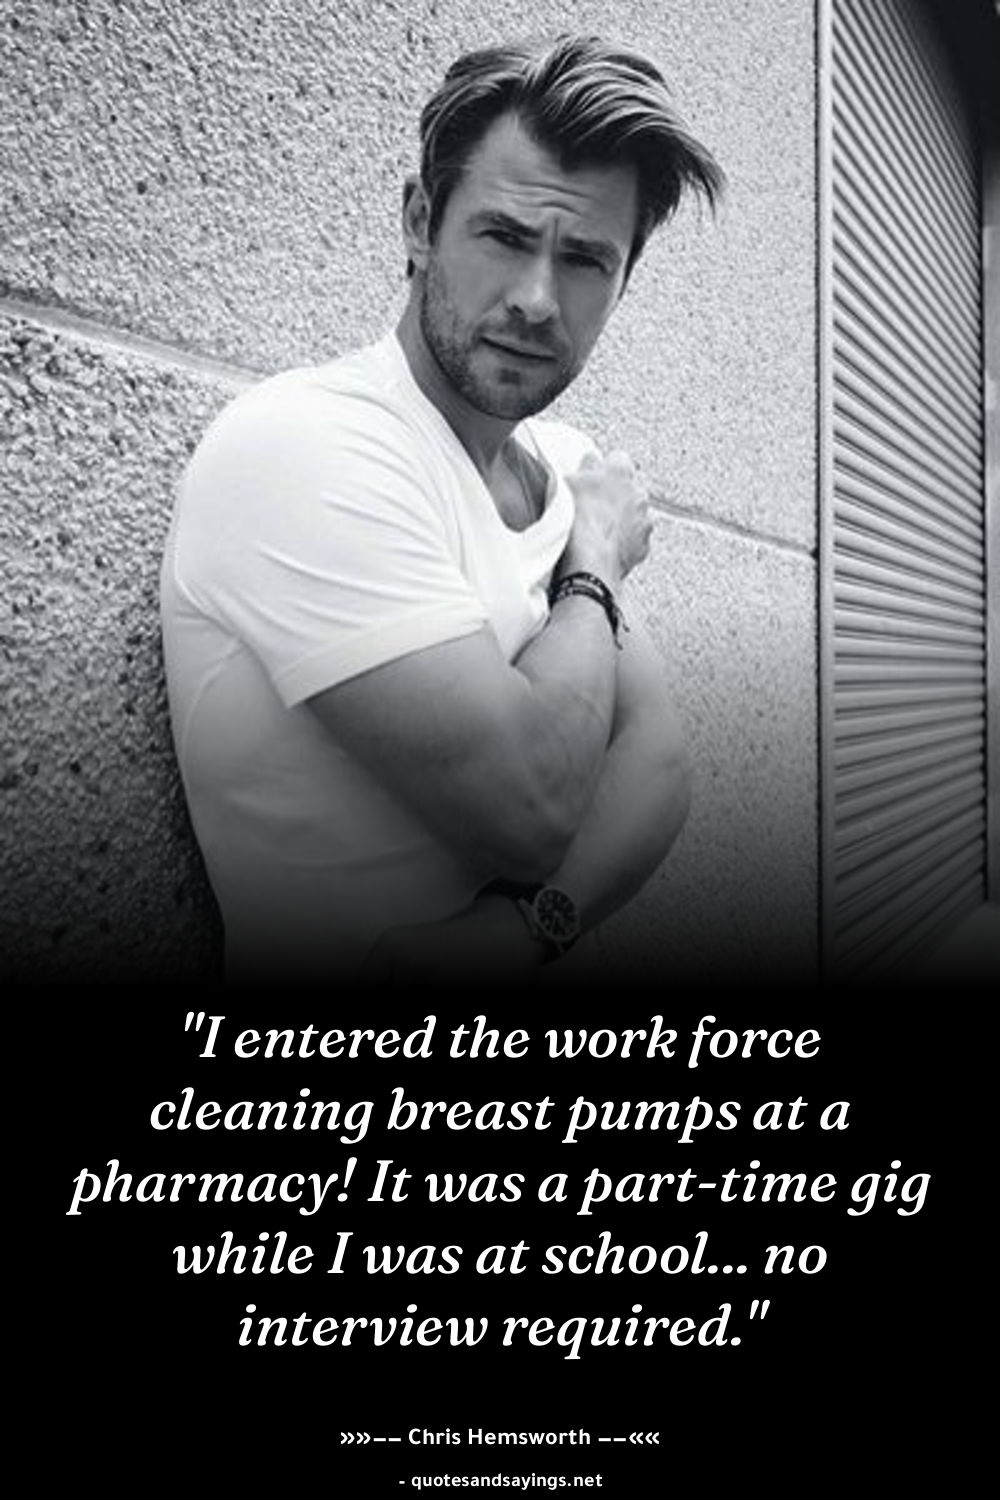 "I entered the work force
cleaning breast pumps at a
pharmacy! It was a part-time gig
while I was at school... no
interview required."
»»−− Chris Hemsworth −−««
- quotesandsayings.net